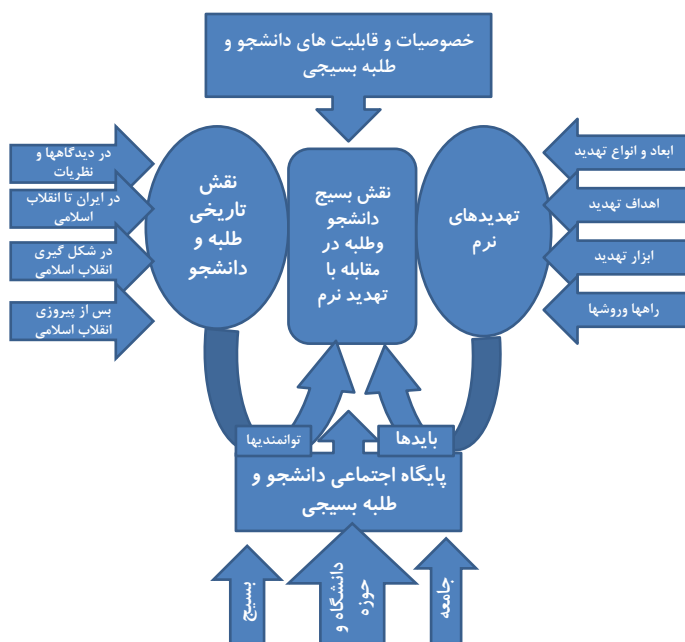 خصوصیات و قابلیت های دانشجو و
طلبه بسیجی
ابعاد و انواع تهدید
اهداف تهدید
ابزار تهدید
راهها وروشها
تهدیدهای
نرم
نقش بسیج
دانشجو
وطلبه در
مقابله با
تهدید نرم
نقش
تاریخی
طلبه و
دانشجو
در دیدگاهها و
نظریات
در ایران تا انقلاب
اسلامی
در شکل گیری
انقلاب اسلامی
بس از پیروزی
انقلاب اسلامی
بایدها
توانمندیها
پایگاه اجتماعی دانشجو و
طلبه بسیجی
جامعه
دانشگاه و
حوزه
بسیج